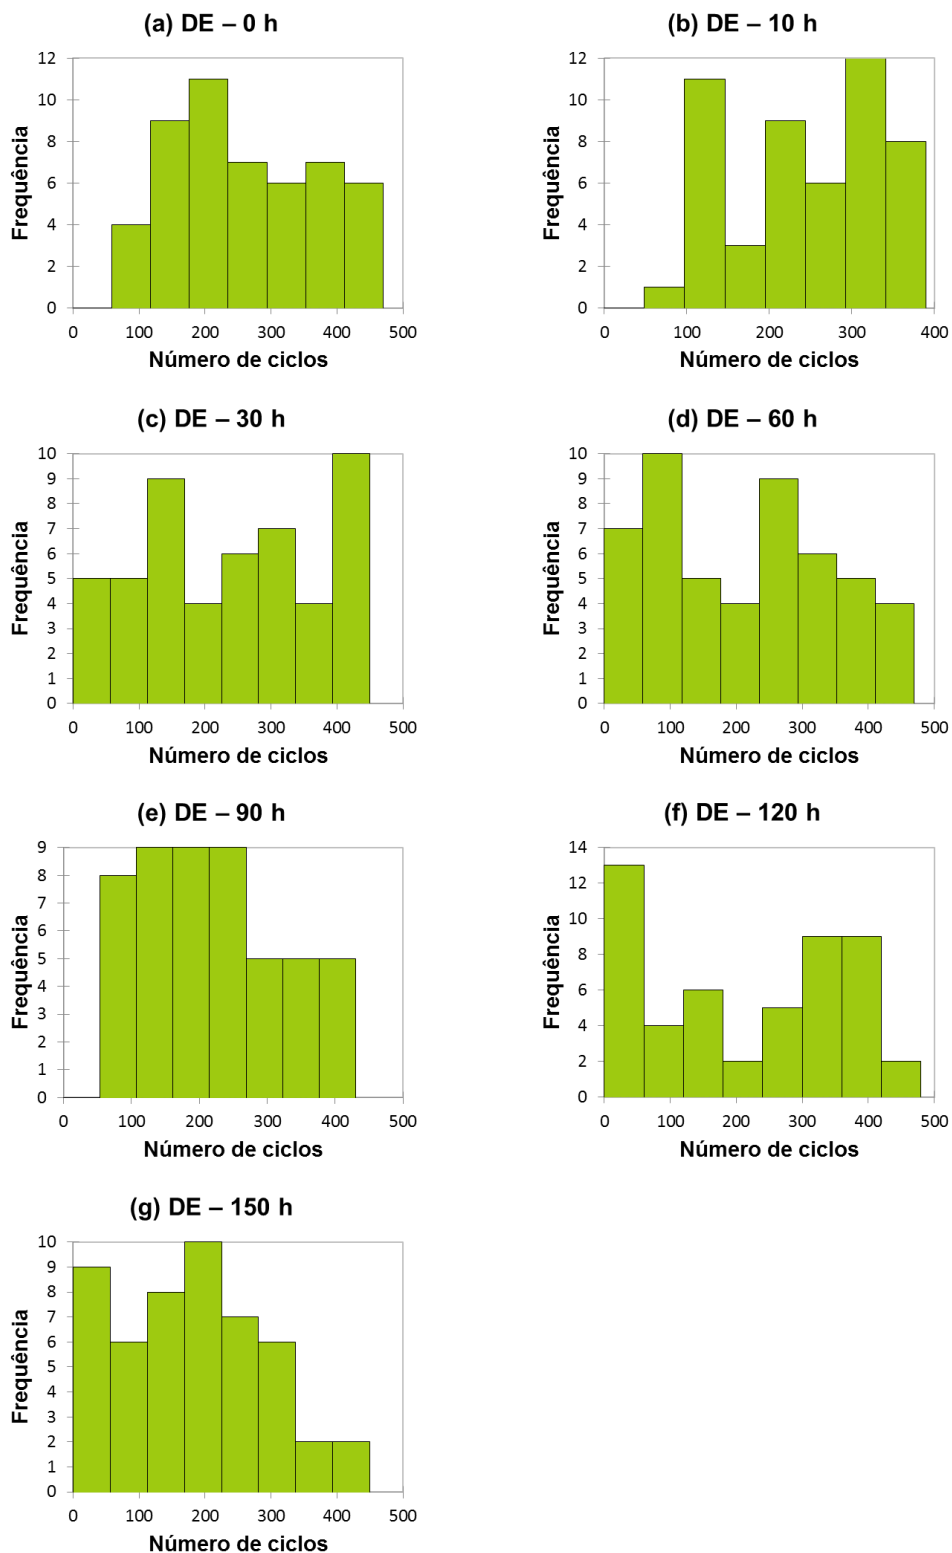 (a) DE – 0 h
12
10
8
6
4
2
0
Frequência
0 100 200 300 400 500
Número de ciclos
(b) DE – 10 h
12
10
8
6
4
2
0
Frequência
0 100 200 300 400
Número de ciclos
(c) DE – 30 h
10
9
8
7
6
5
4
3
2
1
0
Frequência
0 100 200 300 400 500
Número de ciclos
(d) DE – 60 h
10
9
8
7
6
5
4
3
2
1
0
Frequência
0 100 200 300 400 500
Número de ciclos
(e) DE – 90 h
9
8
7
6
5
4
3
2
1
0
Frequência
0 100 200 300 400 500
Número de ciclos
(f) DE – 120 h
14
12
10
8
6
4
2
0
Frequência
0 100 200 300 400 500
Número de ciclos
(g) DE – 150 h
10
9
8
7
6
5
4
3
2
1
0
Frequência
0 100 200 300 400 500
Número de ciclos